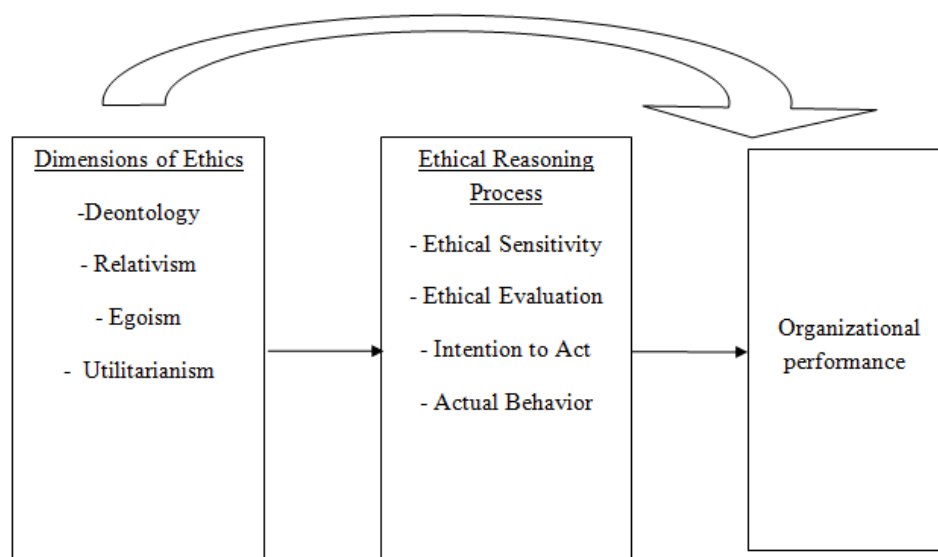 Dimensions of Ethics
-Deontology
- Relativism
- Egoism
- Utilitarianism
Ethical Reasoning
Process
- Ethical Sensitivity
- Ethical Evaluation
- Intention to Act
- Actual Behavior
Organizational
performance